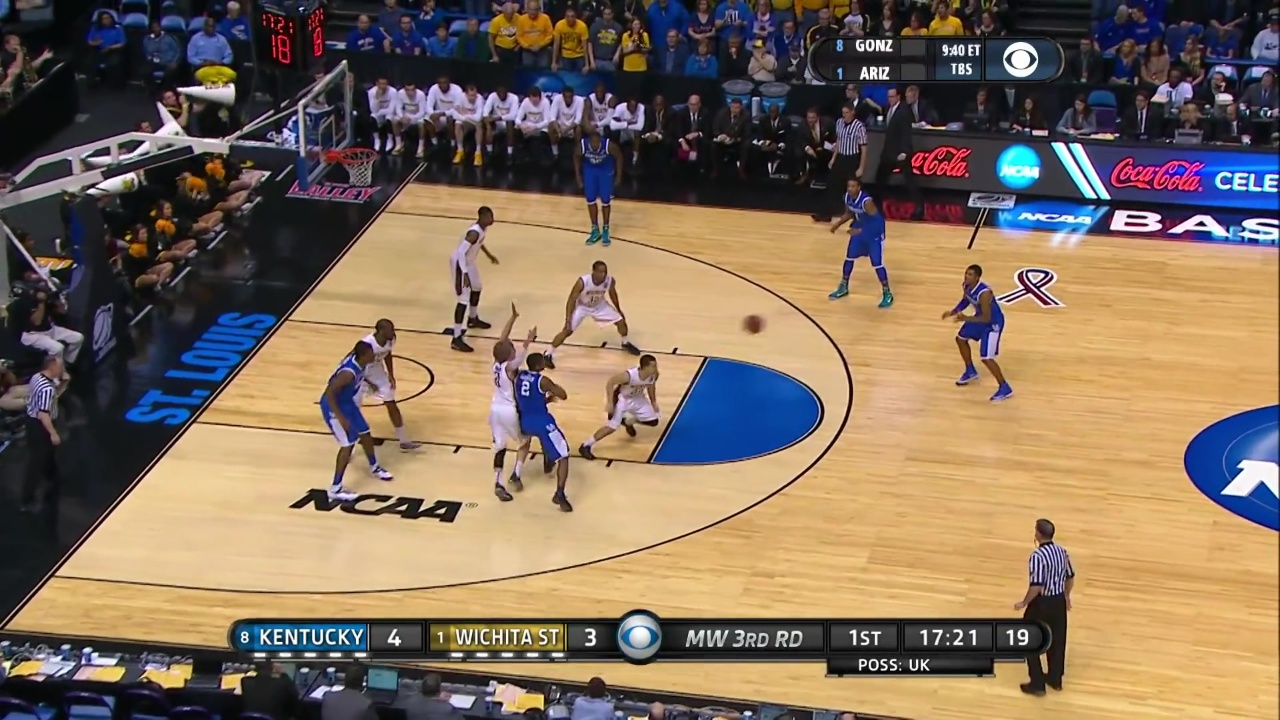 17:21
18
8 GONZ 9:40 ET
1 ARIZ TBS
Coca-Cola NCAA Coca-Cola CELE
NCAA BAS
VALLEY
ST. LOUIS
2
NCAA
8 KENTUCKY 4 1 WICHITA ST 3 MW 3RD RD 1ST 17:21 19
POSS: UK